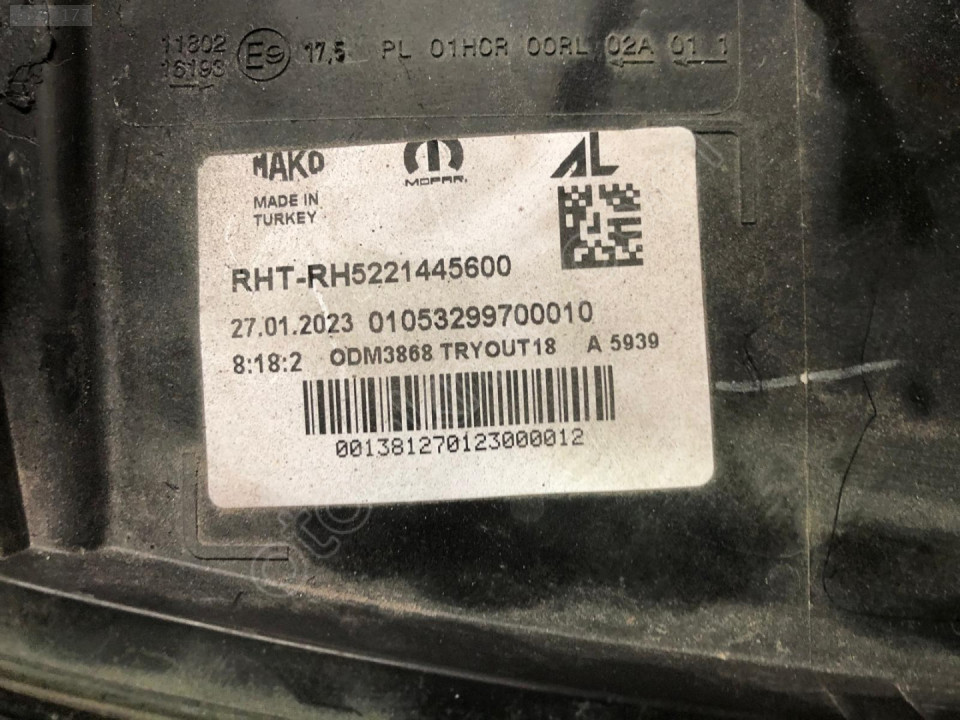 11802
16193
E9
17,5 PL 01HCR 00RL 02A 01 1
MAKO
MADE IN
TURKEY
MOPAR.
AL
RHT-RH5221445600
27.01.2023 01053299700010
8:18:2 ODM3868 TRYOUT18 A 5939
001381270123000012